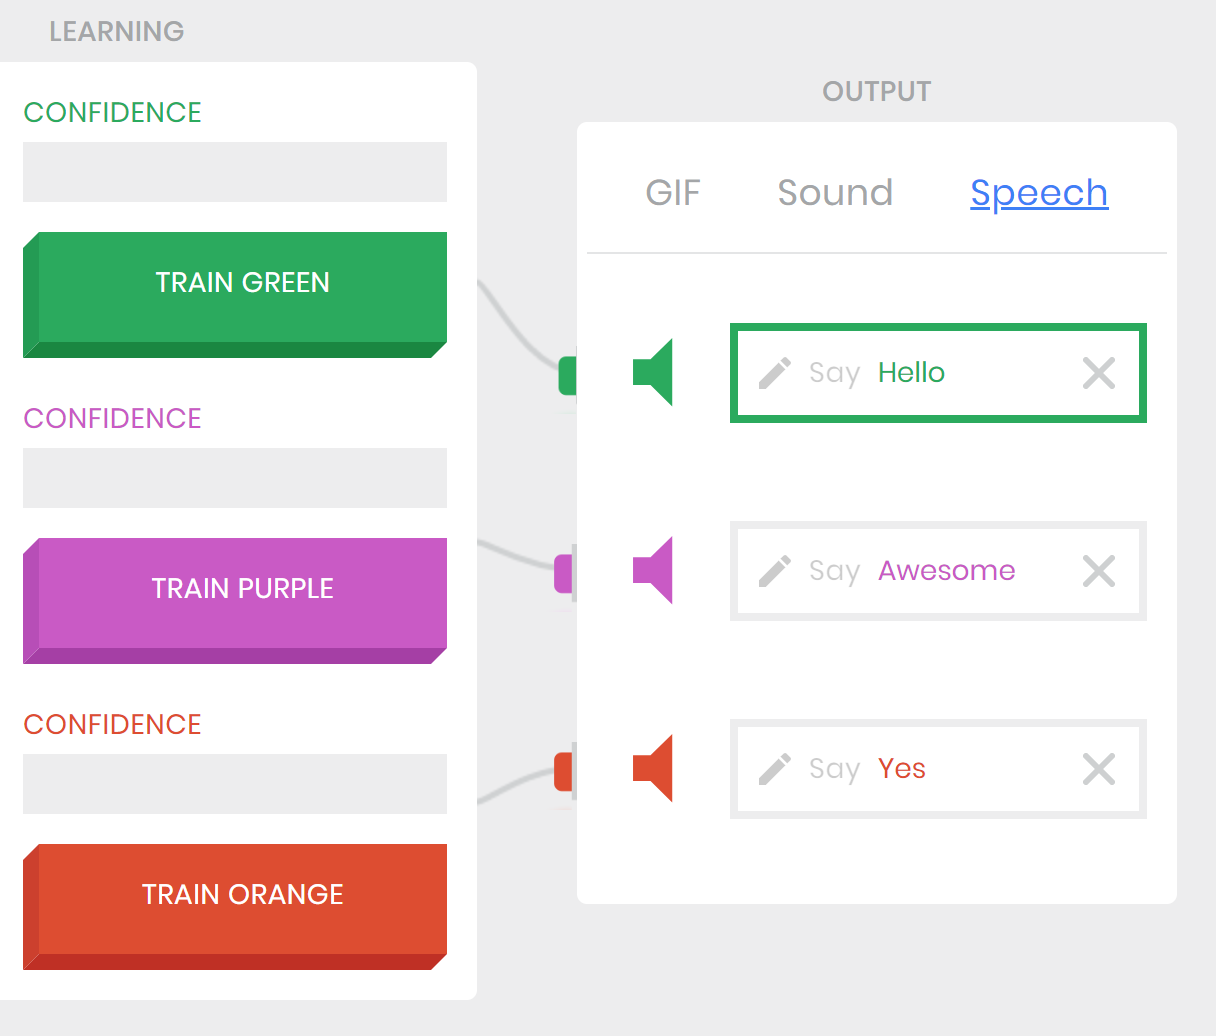 LEARNING
CONFIDENCE
TRAIN GREEN
CONFIDENCE
TRAIN PURPLE
CONFIDENCE
TRAIN ORANGE
OUTPUT
GIF Sound Speech
Say Hello
Say Awesome
Say Yes